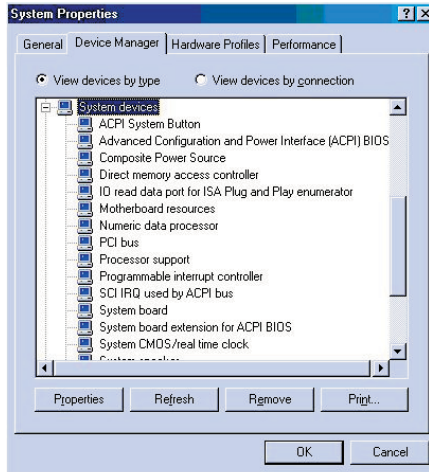 System Properties
General Device Manager Hardware Profiles Performance
View devices by type View devices by connection
System devices
ACPI System Button
Advanced Configuration and Power Interface (ACPI) BIOS
Composite Power Source
Direct memory access controller
IO read data port for ISA Plug and Play enumerator
Motherboard resources
Numeric data processor
PCI bus
Processor support
Programmable interrupt controller
SCI IRQ used by ACPI bus
System board
System board extension for ACPI BIOS
System CMOS/real time clock
System speaker
Properties Refresh Remove Print...
OK Cancel